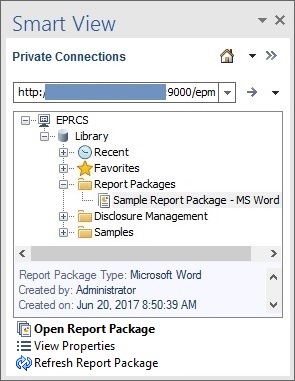 Smart View
Private Connections
http:/ :9000/epm
EPRCS
Library
Recent
Favorites
Report Packages
Sample Report Package - MS Word
Disclosure Management
Samples
Report Package Type: Microsoft Word
Created by: Administrator
Created on: Jun 20, 2017 8:50:39 AM
Open Report Package
View Properties
Refresh Report Package